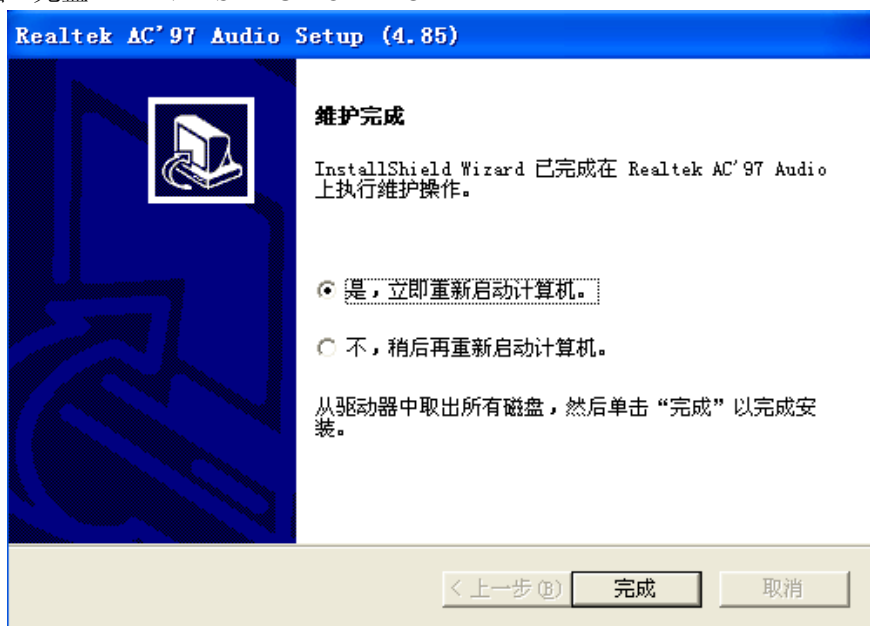 Realtek AC'97 Audio Setup (4.85)
维护完成
InstallShield Wizard 已完成在 Realtek AC'97 Audio
上执行维护操作。
是，立即重新启动计算机。
不，稍后再重新启动计算机。
从驱动器中取出所有磁盘，然后单击“完成”以完成安
装。
< 上一步(B) 完成 取消